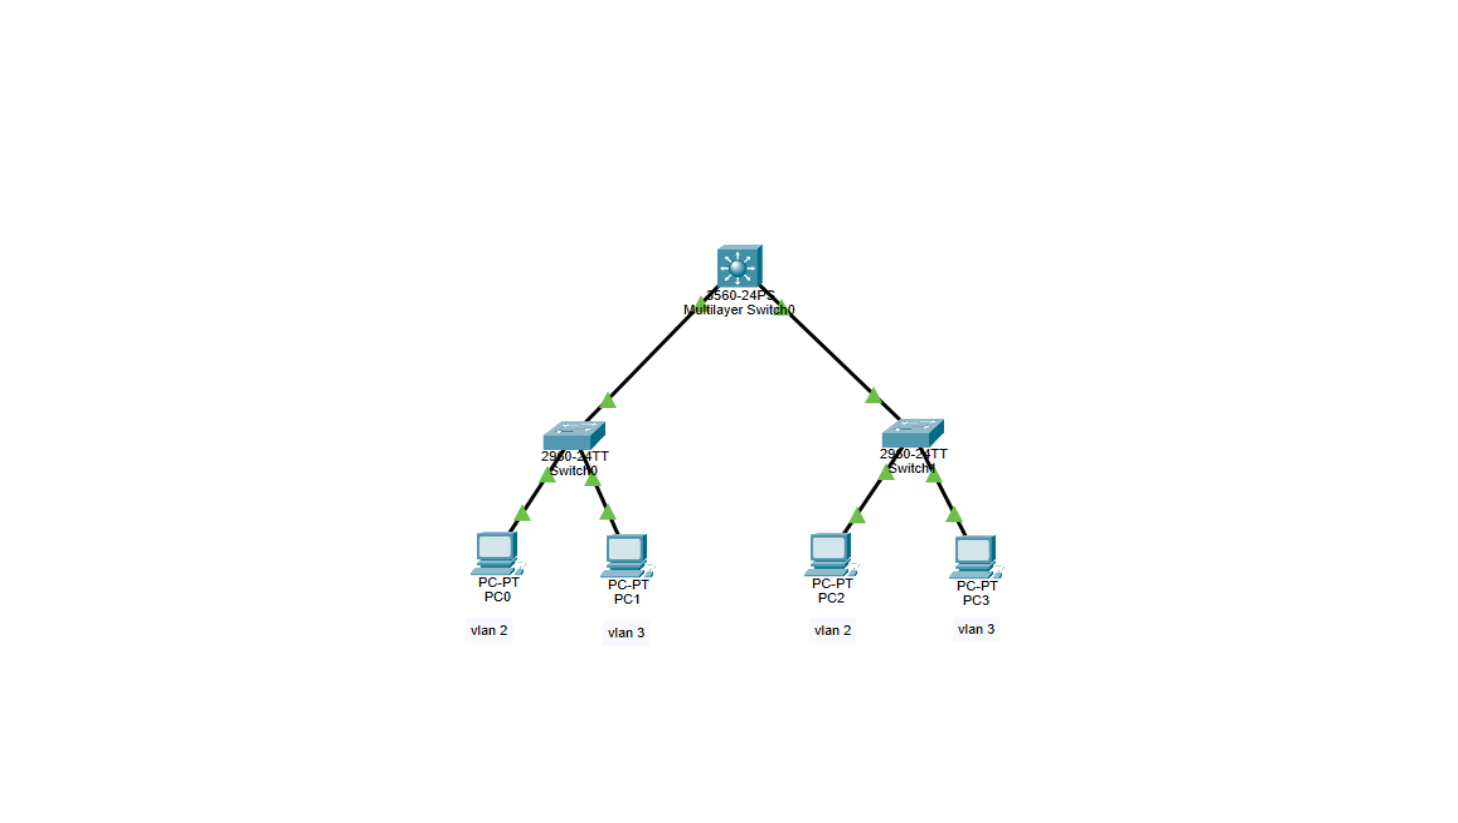 3560-24PS
Multilayer Switch0
2960-24TT
Switch0
2960-24TT
Switch1
PC-PT
PC0
PC-PT
PC1
PC-PT
PC2
PC-PT
PC3
vlan 2
vlan 3
vlan 2
vlan 3